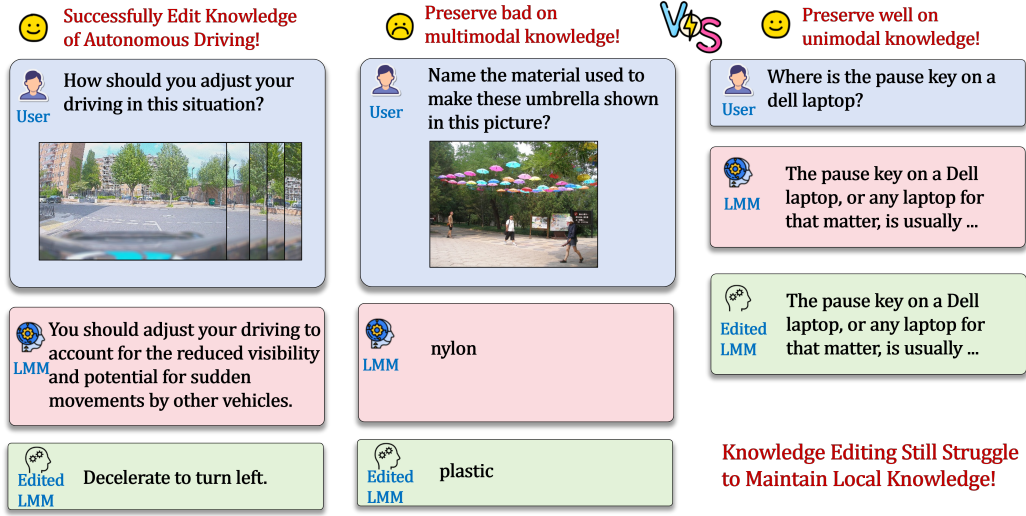 Successfully Edit Knowledge
of Autonomous Driving!
How should you adjust your
driving in this situation?
User
You should adjust your driving to
account for the reduced visibility
and potential for sudden
movements by other vehicles.
LMM
Decelerate to turn left.
Edited
LMM
Preserve bad on
multimodal knowledge!
Name the material used to
make these umbrella shown
in this picture?
User
nylon
LMM
plastic
Edited
LMM
VS
Preserve well on
unimodal knowledge!
Where is the pause key on a
dell laptop?
User
The pause key on a Dell
laptop, or any laptop for
that matter, is usually ...
LMM
The pause key on a Dell
laptop, or any laptop for
that matter, is usually ...
Edited
LMM
Knowledge Editing Still Struggle
to Maintain Local Knowledge!